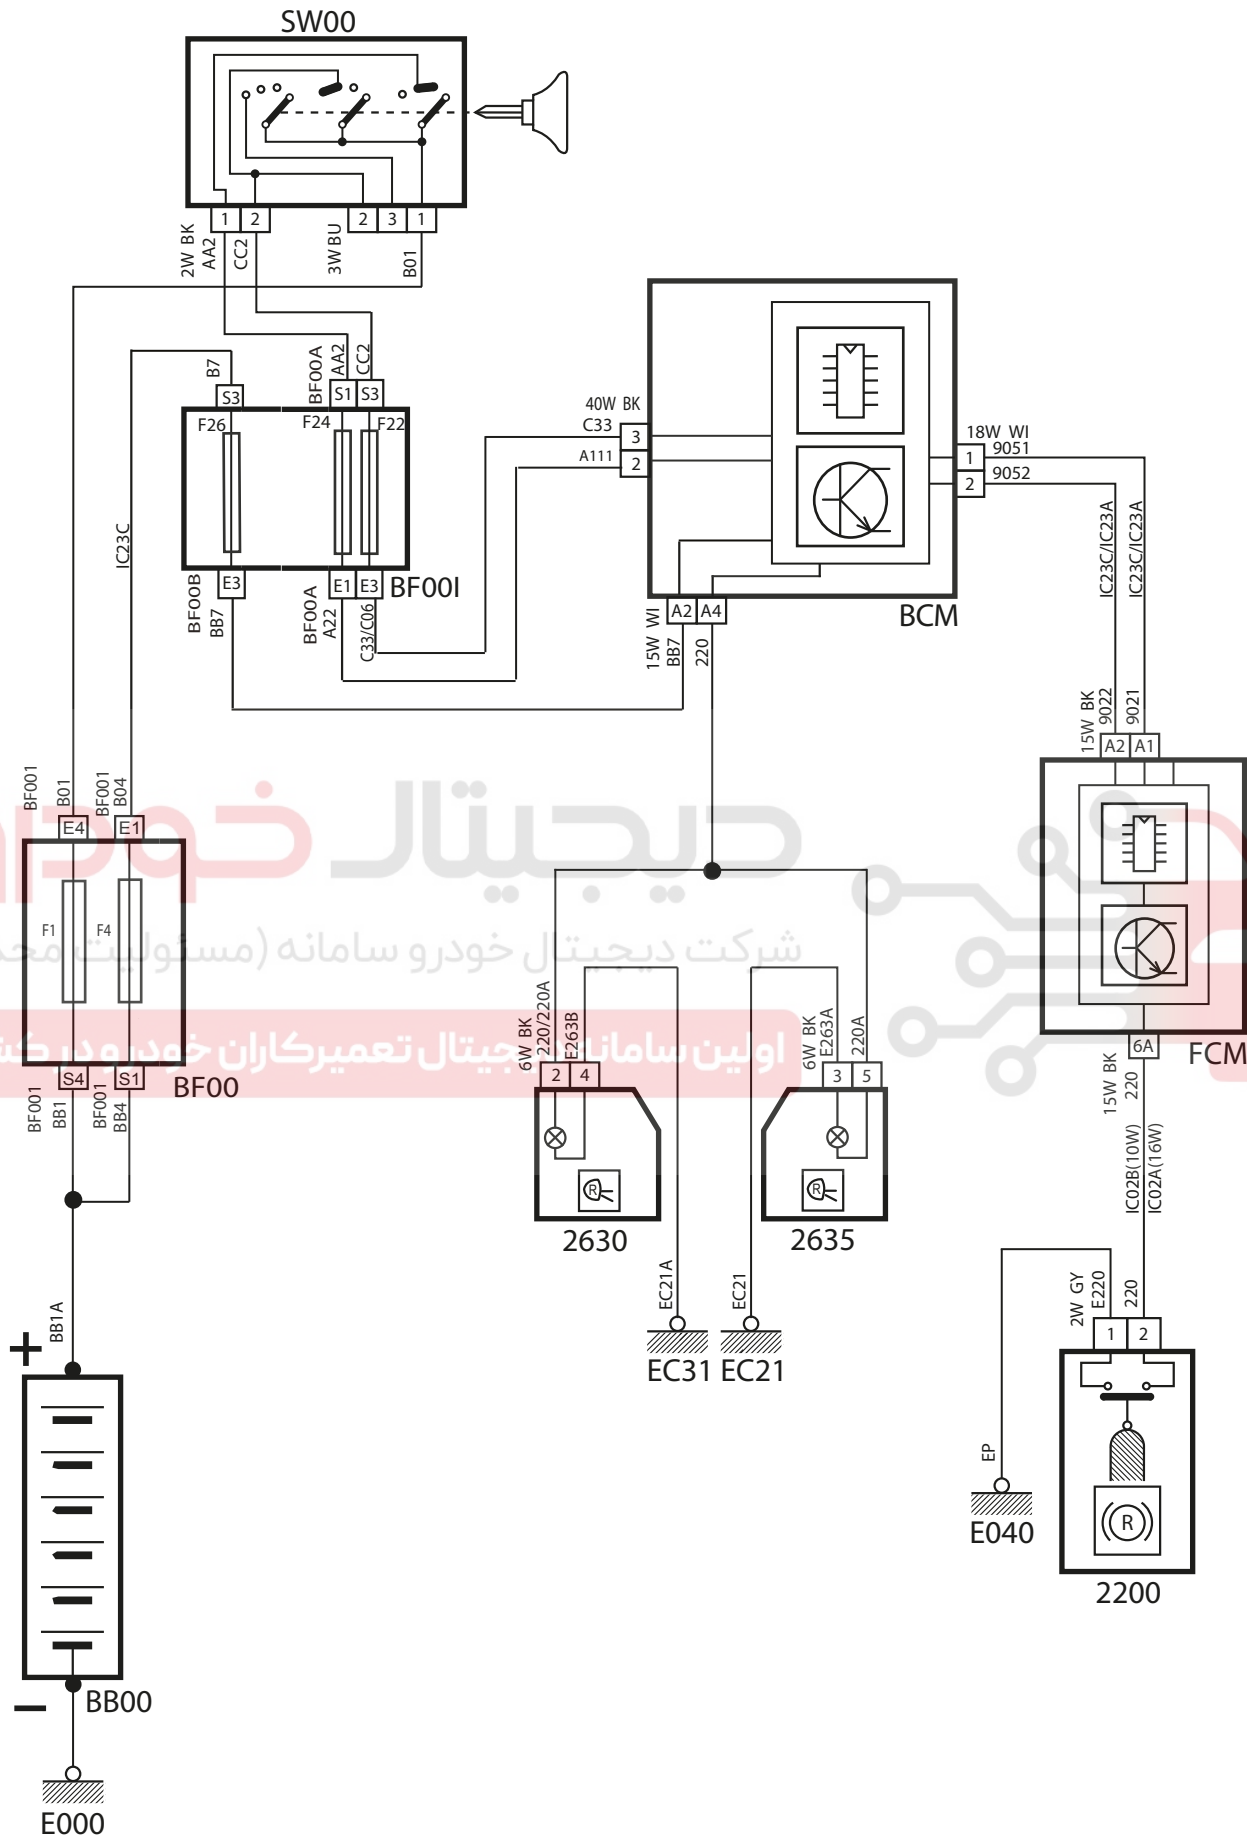 SW00
1 2 2 3 1
2W BK
AA2
CC2
3W BU
B01
B7
BF00A
AA2
CC2
S3 S1 S3
F26 F24 F22
40W BK
C33
3
A111
2
18W WI
9051
1
9052
2
IC23C
IC23C/IC23A
IC23C/IC23A
E3 E1 E3
BF00I
BF00B
BB7
BF00A
A22
C33/C06
BCM
A2 A4
15W WI
BB7
220
15W BK
9022
9021
A2 A1
BF001
B01
BF001
B04
E4 E1
دیجیتال خودرو
F1 F4
شرکت دیجیتال خودرو سامانه (مسئولیت
اولین سامانه دیجیتال تعمیرکاران خودرو در
FCM
6A
S4 S1
BF00
BF001
BB1
BF001
BB4
6W BK
220/220A
E263B
6W BK
E263A
220A
2 4 3 5
15W BK
220
IC02B(10W)
IC02A(16W)
R R
2630 2635
EC21A
EC21
EC31 EC21
2W GY
E220
220
1 2
BB1A
+
EP
E040
R
2200
−
BB00
E000